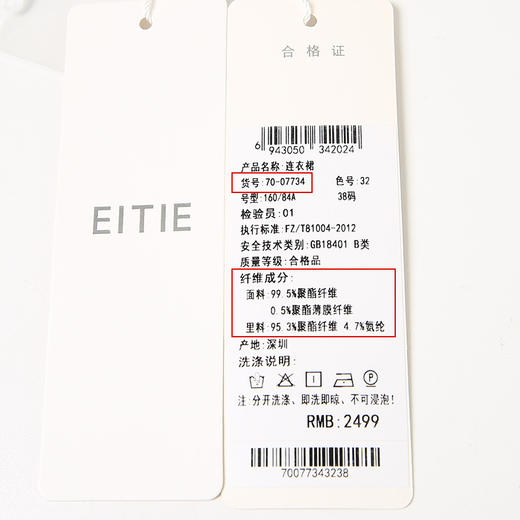 EITIE
合格证
6 943050 342024
产品名称:连衣裙
货号:70-07734 色号:32
号型:160/84A 38码
检验员:01
执行标准:FZ/T81004-2012
安全技术类别:GB18401 B类
质量等级:合格品
纤维成分:
面料:99.5%聚酯纤维
0.5%聚酯薄膜纤维
里料:95.3%聚酯纤维 4.7%氨纶
产地:深圳
洗涤说明:
注:分开洗涤、即洗即晾、不可浸泡!
RMB:2499
70077343238